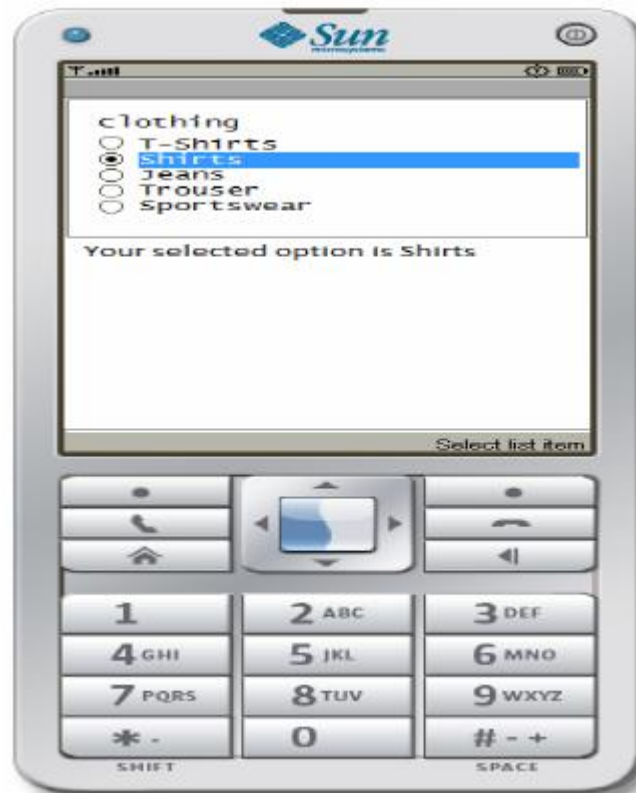 Sun
microsystems
clothing
T-Shirts
Shirts
Jeans
Trouser
Sportswear
Your selected option is Shirts
Select list item
1
2 ABC
3 DEF
4 GHI
5 JKL
6 MNO
7 PQRS
8 TUV
9 WXYZ
* -
0
# - +
SHIFT
SPACE